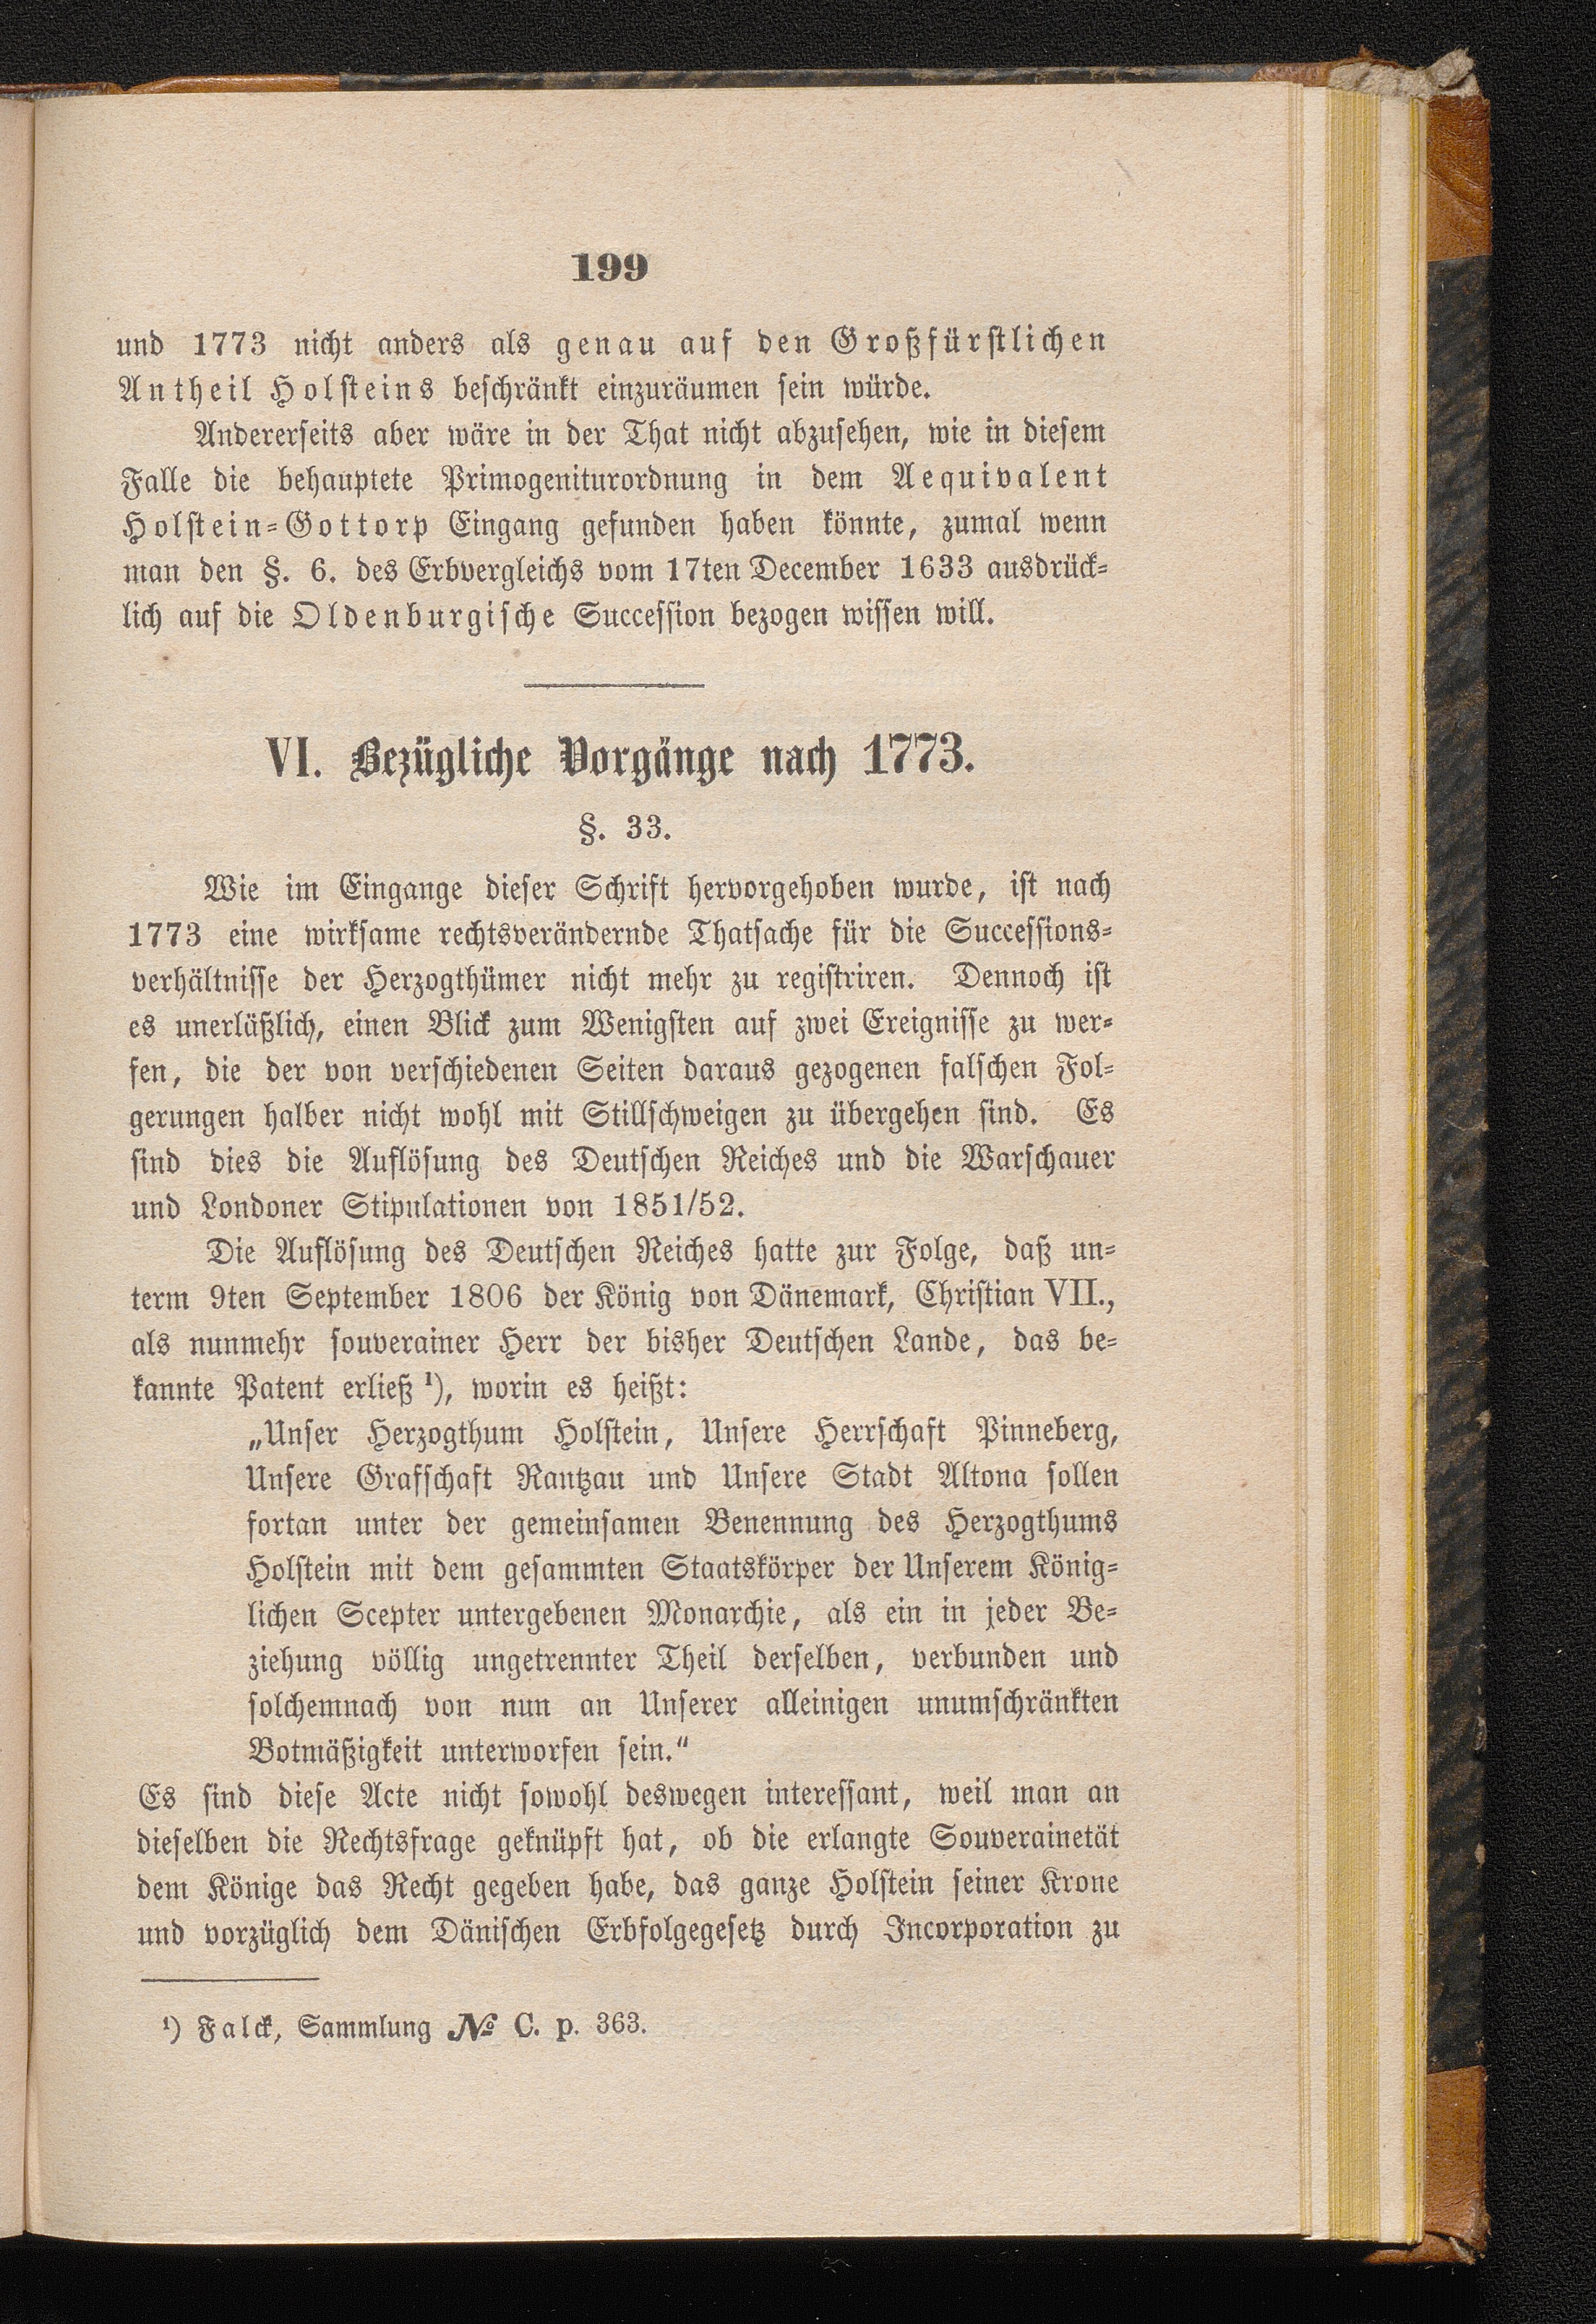 199
und 1773 nicht anders als genau auf den Großfürstlichen
Antheil Holsteins beschränkt einzuräumen sein würde.
Andererseits aber wäre in der That nicht abzusehen, wie in diesem
Falle die behauptete Primogeniturordnung in dem Aequivalent
Holstein-Gottorp Eingang gefunden haben könnte, zumal wenn
man den §. 6. des Erbvergleichs vom 17ten December 1633 ausdrück-
lich auf die Oldenburgische Succession bezogen wissen will.
VI. Bezügliche Vorgänge nach 1773.
§. 33.
Wie im Eingange dieser Schrift hervorgehoben wurde, ist nach
1773 eine wirksame rechtsverändernde Thatsache für die Successions-
verhältnisse der Herzogthümer nicht mehr zu registriren. Dennoch ist
es unerläßlich, einen Blick zum Wenigsten auf zwei Ereignisse zu wer-
fen, die der von verschiedenen Seiten daraus gezogenen falschen Fol-
gerungen halber nicht wohl mit Stillschweigen zu übergehen sind. Es
sind dies die Auflösung des Deutschen Reiches und die Warschauer
und Londoner Stipulationen von 1851/52.
Die Auflösung des Deutschen Reiches hatte zur Folge, daß un-
term 9ten September 1806 der König von Dänemark, Christian VII.,
als nunmehr souverainer Herr der bisher Deutschen Lande, das be-
kannte Patent erließ ¹), worin es heißt:
„Unser Herzogthum Holstein, Unsere Herrschaft Pinneberg,
Unsere Grafschaft Rantzau und Unsere Stadt Altona sollen
fortan unter der gemeinsamen Benennung des Herzogthums
Holstein mit dem gesammten Staatskörper der Unserem König-
lichen Scepter untergebenen Monarchie, als ein in jeder Be-
ziehung völlig ungetrennter Theil derselben, verbunden und
solchemnach von nun an Unserer alleinigen unumschränkten
Botmäßigkeit unterworfen sein.“
Es sind diese Acte nicht sowohl deswegen interessant, weil man an
dieselben die Rechtsfrage geknüpft hat, ob die erlangte Souverainetät
dem Könige das Recht gegeben habe, das ganze Holstein seiner Krone
und vorzüglich dem Dänischen Erbfolgegesetz durch Incorporation zu
¹) Falck, Sammlung № C. p. 363.